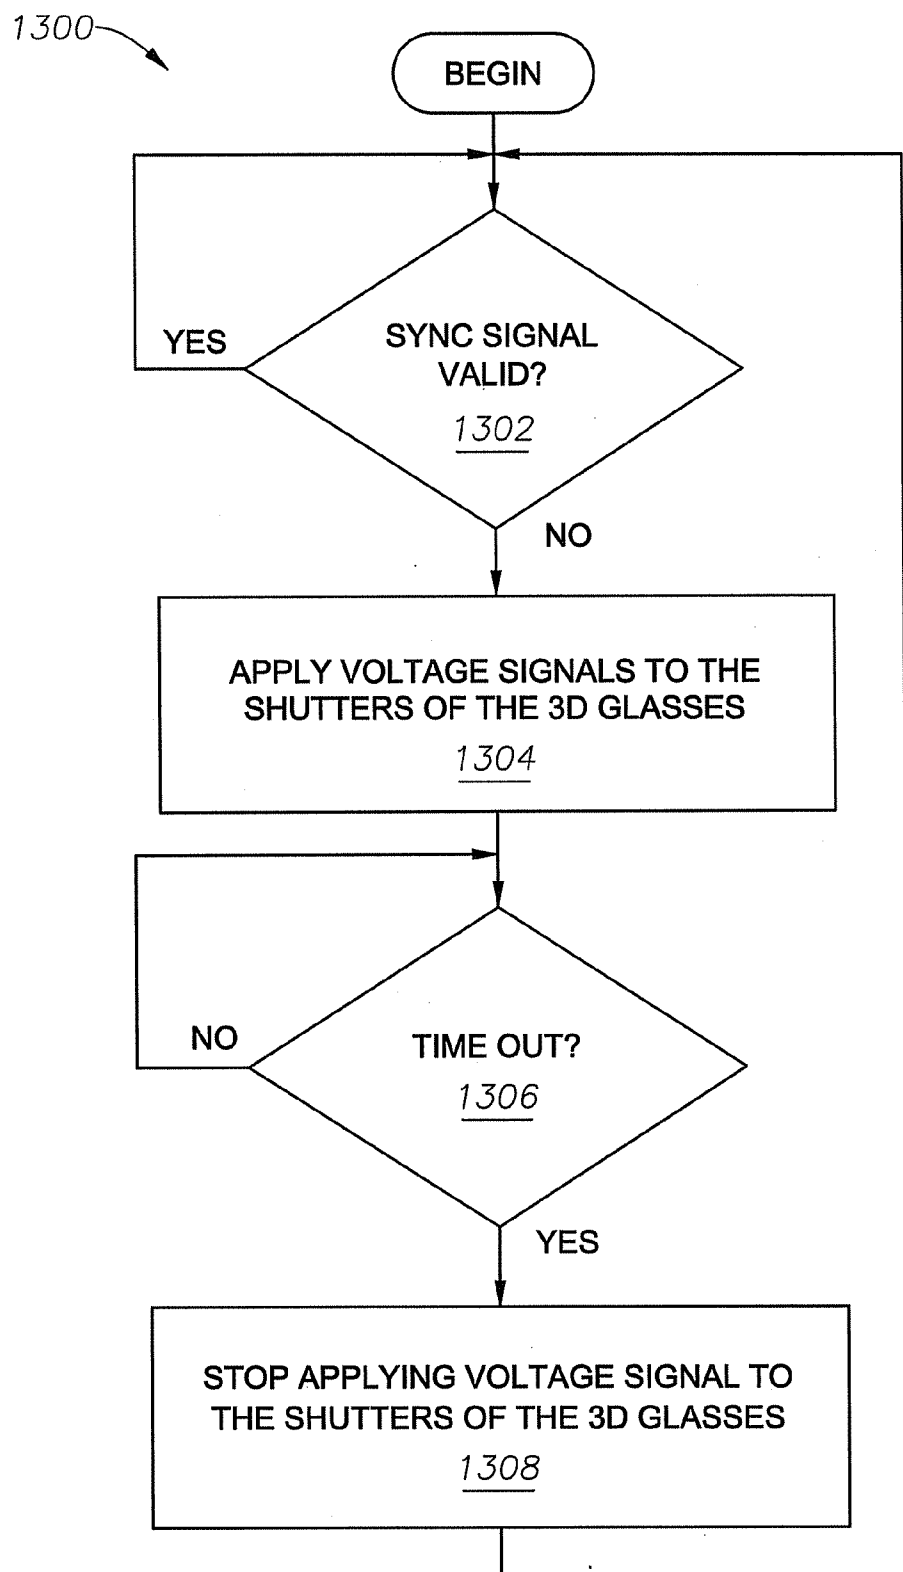 1300
BEGIN
YES
SYNC SIGNAL
VALID?
1302
NO
APPLY VOLTAGE SIGNALS TO THE
SHUTTERS OF THE 3D GLASSES
1304
NO
TIME OUT?
1306
YES
STOP APPLYING VOLTAGE SIGNAL TO
THE SHUTTERS OF THE 3D GLASSES
1308